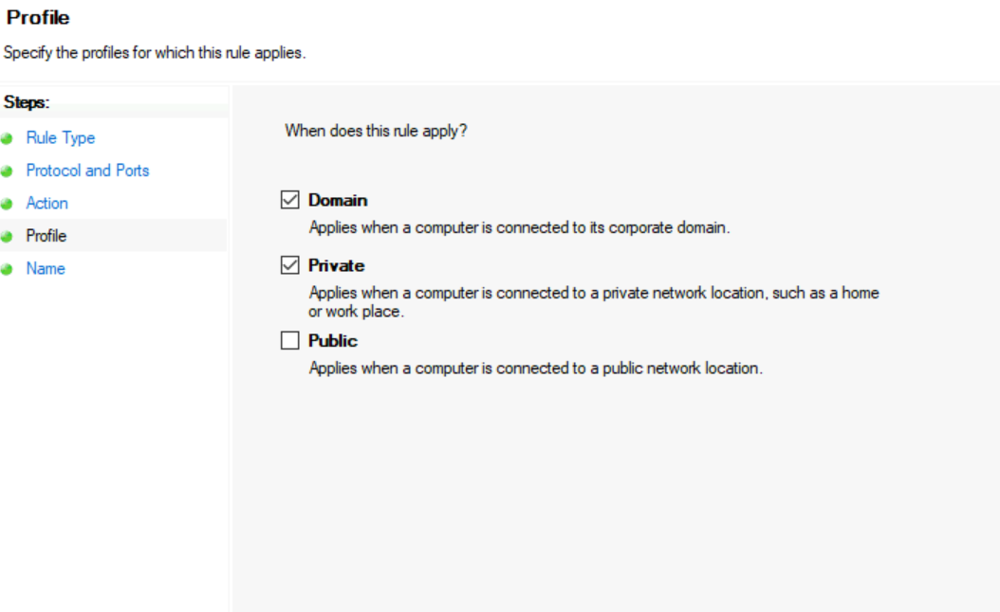 Profile
Specify the profiles for which this rule applies.
Steps:
Rule Type
Protocol and Ports
Action
Profile
Name
When does this rule apply?
Domain
Applies when a computer is connected to its corporate domain.
Private
Applies when a computer is connected to a private network location, such as a home
or work place.
Public
Applies when a computer is connected to a public network location.